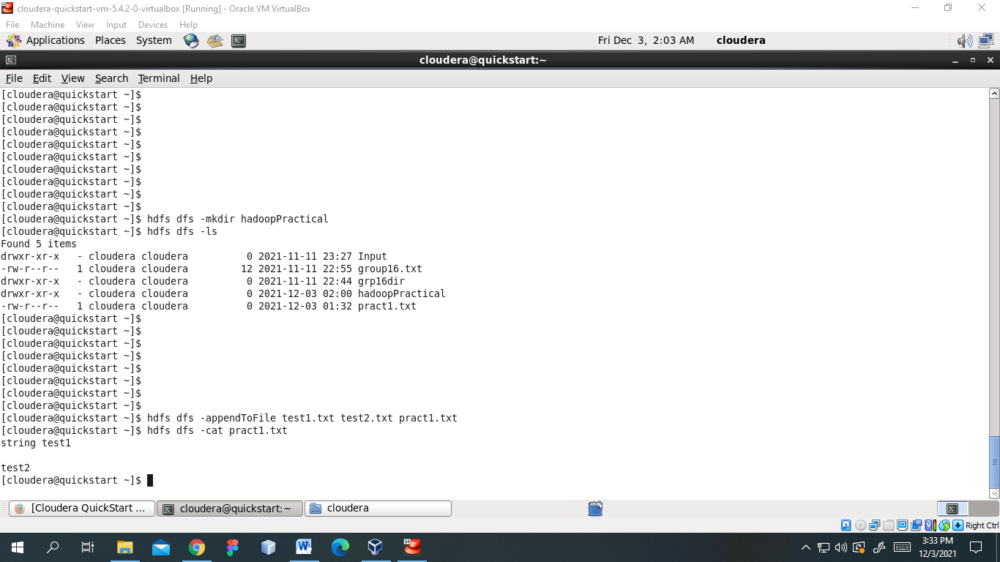 cloudera-quickstart-vm-5.4.2-0-virtualbox [Running] - Oracle VM VirtualBox
File Machine View Input Devices Help
Applications Places System Fri Dec 3, 2:03 AM cloudera
cloudera@quickstart:~
File Edit View Search Terminal Help
[cloudera@quickstart ~]$
[cloudera@quickstart ~]$
[cloudera@quickstart ~]$
[cloudera@quickstart ~]$
[cloudera@quickstart ~]$
[cloudera@quickstart ~]$
[cloudera@quickstart ~]$
[cloudera@quickstart ~]$
[cloudera@quickstart ~]$
[cloudera@quickstart ~]$
[cloudera@quickstart ~]$ hdfs dfs -mkdir hadoopPractical
[cloudera@quickstart ~]$ hdfs dfs -ls
Found 5 items
drwxr-xr-x   - cloudera cloudera          0 2021-11-11 23:27 Input
-rw-r--r--   1 cloudera cloudera         12 2021-11-11 22:55 group16.txt
drwxr-xr-x   - cloudera cloudera          0 2021-11-11 22:44 grp16dir
drwxr-xr-x   - cloudera cloudera          0 2021-12-03 02:00 hadoopPractical
-rw-r--r--   1 cloudera cloudera          0 2021-12-03 01:32 pract1.txt
[cloudera@quickstart ~]$
[cloudera@quickstart ~]$
[cloudera@quickstart ~]$
[cloudera@quickstart ~]$
[cloudera@quickstart ~]$
[cloudera@quickstart ~]$
[cloudera@quickstart ~]$
[cloudera@quickstart ~]$
[cloudera@quickstart ~]$ hdfs dfs -appendToFile test1.txt test2.txt pract1.txt
[cloudera@quickstart ~]$ hdfs dfs -cat pract1.txt
string test1

test2
[cloudera@quickstart ~]$
[Cloudera QuickStart ... cloudera@quickstart:~ cloudera
Right Ctrl
3:33 PM
12/3/2021